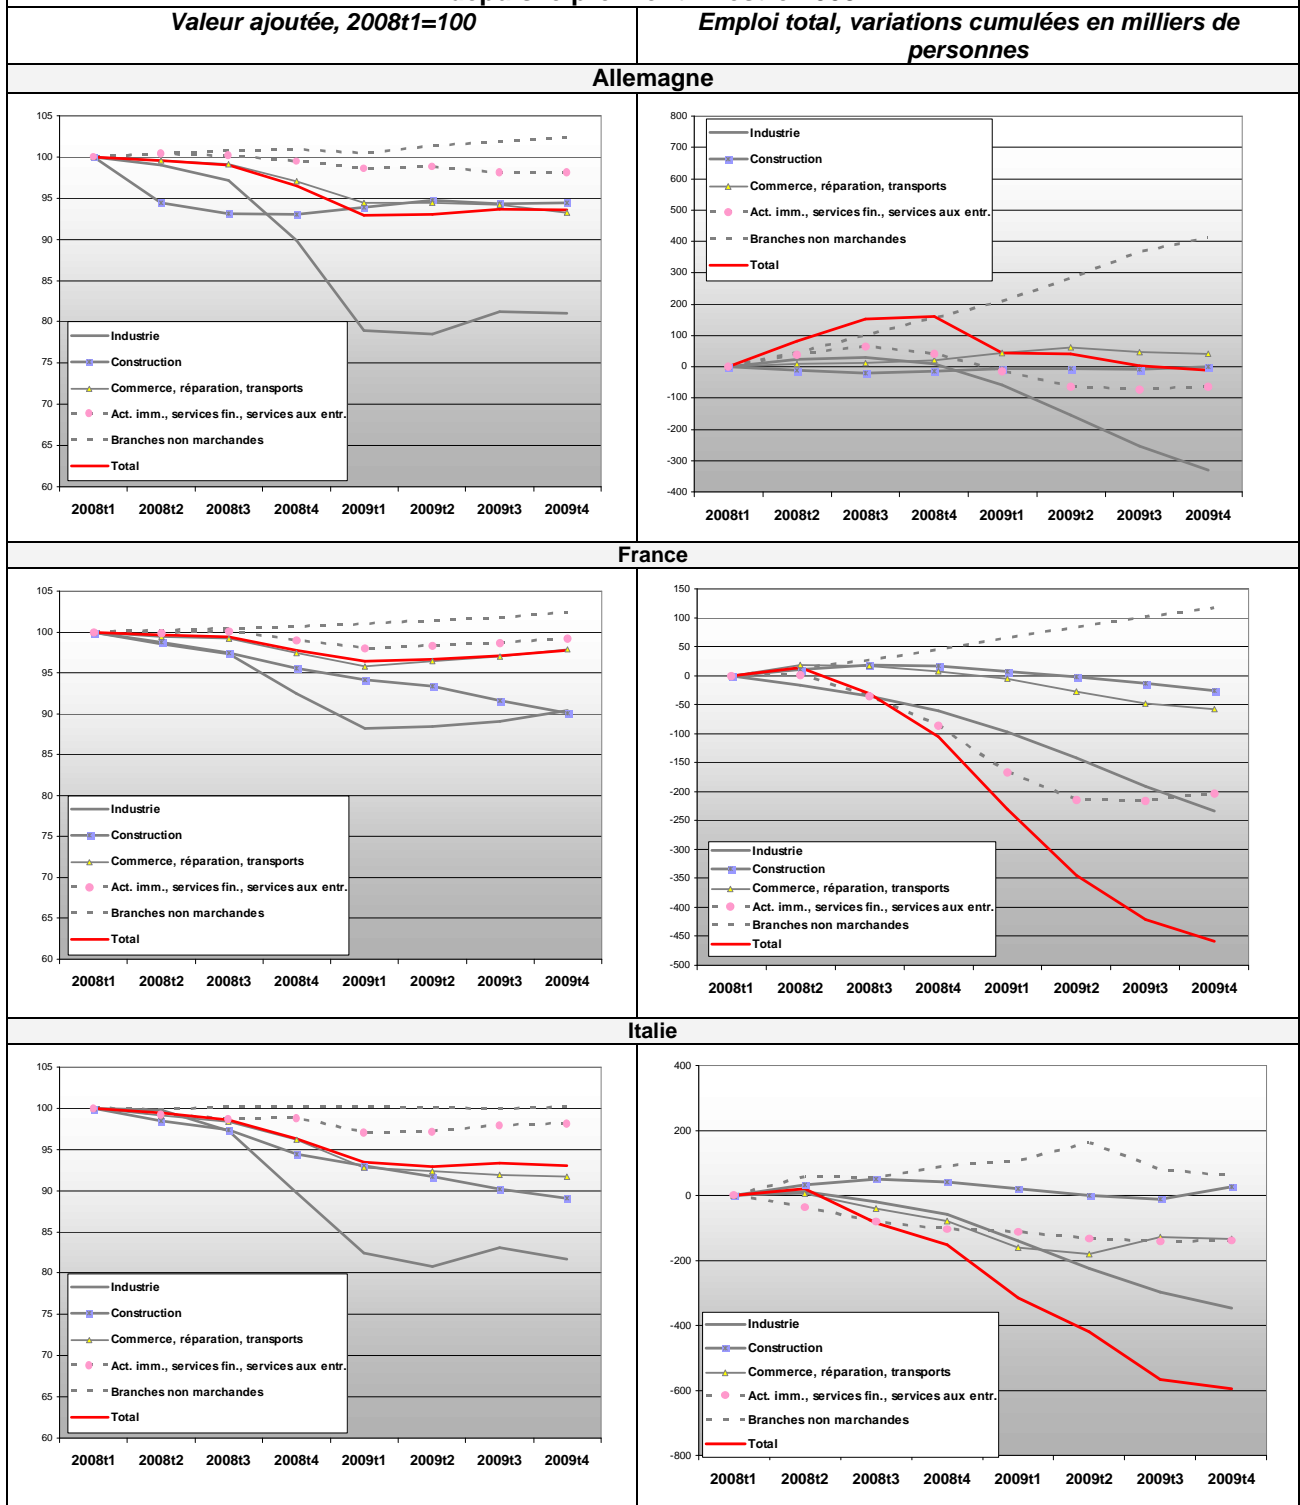 Valeur ajoutée, 2008t1=100
Emploi total, variations cumulées en milliers de
personnes
Allemagne
105
100
95
90
85
80
75
70
65
60
Industrie
Construction
Commerce, réparation, transports
Act. imm., services fin., services aux entr.
Branches non marchandes
Total
2008t1 2008t2 2008t3 2008t4 2009t1 2009t2 2009t3 2009t4
800
700
600
500
400
300
200
100
0
-100
-200
-300
-400
Industrie
Construction
Commerce, réparation, transports
Act. imm., services fin., services aux entr.
Branches non marchandes
Total
2008t1 2008t2 2008t3 2008t4 2009t1 2009t2 2009t3 2009t4
France
105
100
95
90
85
80
75
70
65
60
Industrie
Construction
Commerce, réparation, transports
Act. imm., services fin., services aux entr.
Branches non marchandes
Total
2008t1 2008t2 2008t3 2008t4 2009t1 2009t2 2009t3 2009t4
150
100
50
0
-50
-100
-150
-200
-250
-300
-350
-400
-450
-500
Industrie
Construction
Commerce, réparation, transports
Act. imm., services fin., services aux entr.
Branches non marchandes
Total
2008t1 2008t2 2008t3 2008t4 2009t1 2009t2 2009t3 2009t4
Italie
105
100
95
90
85
80
75
70
65
60
Industrie
Construction
Commerce, réparation, transports
Act. imm., services fin., services aux entr.
Branches non marchandes
Total
2008t1 2008t2 2008t3 2008t4 2009t1 2009t2 2009t3 2009t4
400
200
0
-200
-400
-600
-800
Industrie
Construction
Commerce, réparation, transports
Act. imm., services fin., services aux entr.
Branches non marchandes
Total
2008t1 2008t2 2008t3 2008t4 2009t1 2009t2 2009t3 2009t4